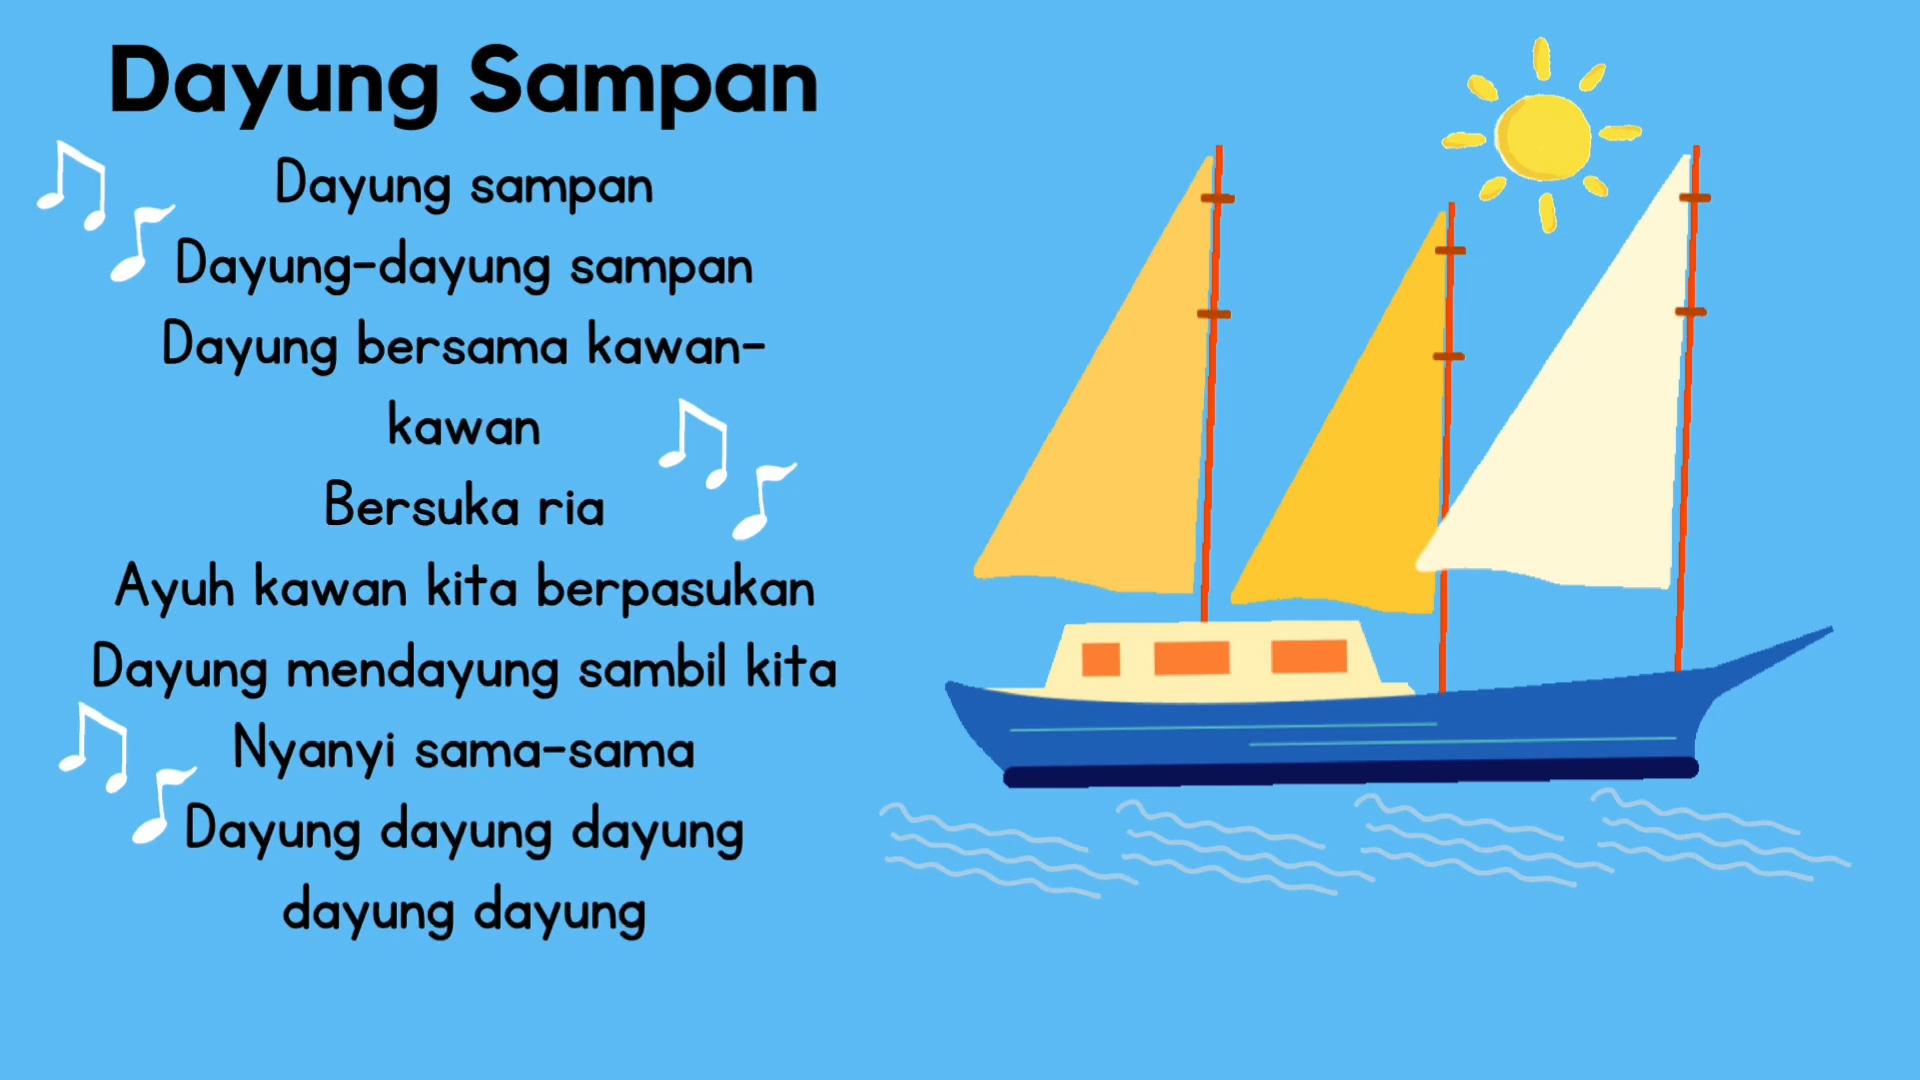 Dayung Sampan
Dayung sampan
Dayung-dayung sampan
Dayung bersama kawan-
kawan
Bersuka ria
Ayuh kawan kita berpasukan
Dayung mendayung sambil kita
Nyanyi sama-sama
Dayung dayung dayung
dayung dayung